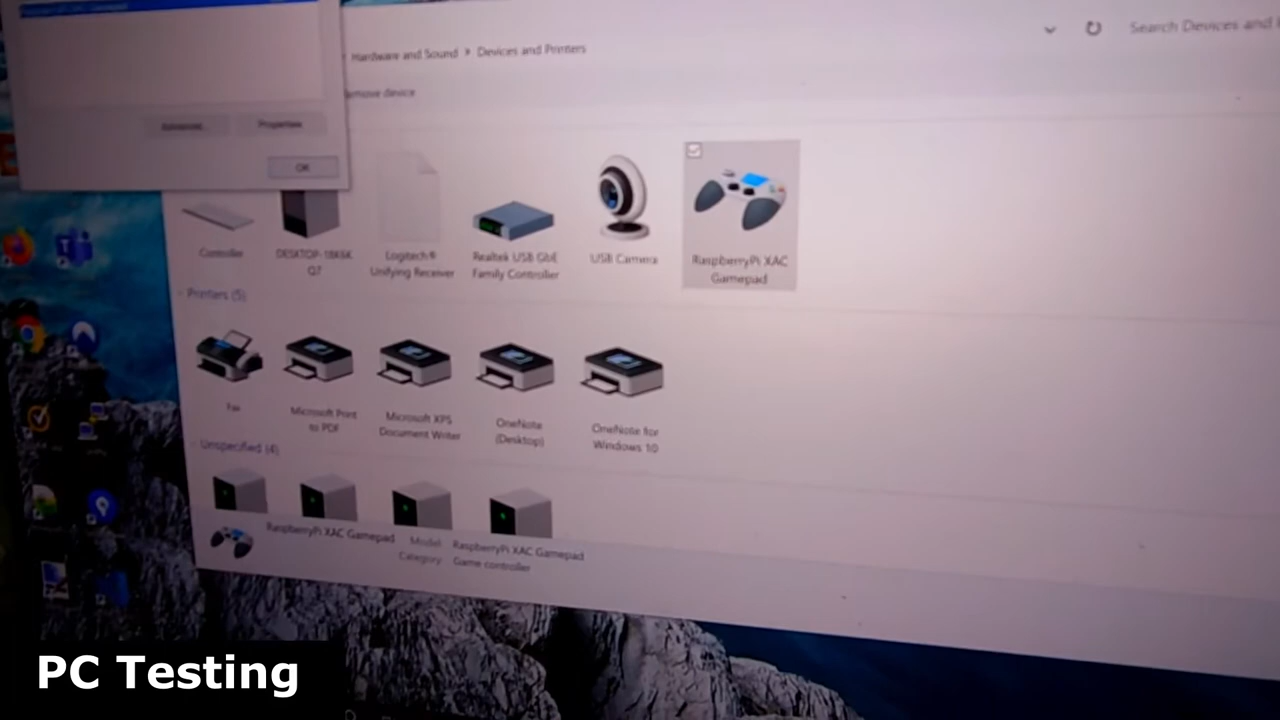 Hardware and Sound > Devices and Printers
Search Devices and
emove device
Advanced...
Properties
OK
Controller
DESKTOP-
Q7
Logitech®
Unifying Receiver
Realtek USB GbE
Family Controller
USB Camera
RaspberryPi XAC
Gamepad
Printers (5)
Fax
Microsoft Print
to PDF
Microsoft XPS
Document Writer
OneNote
(Desktop)
OneNote for
Windows 10
Unspecified (4)
RaspberryPi XAC Gamepad
Model
RaspberryPi XAC Gamepad
Category
Game controller
PC Testing